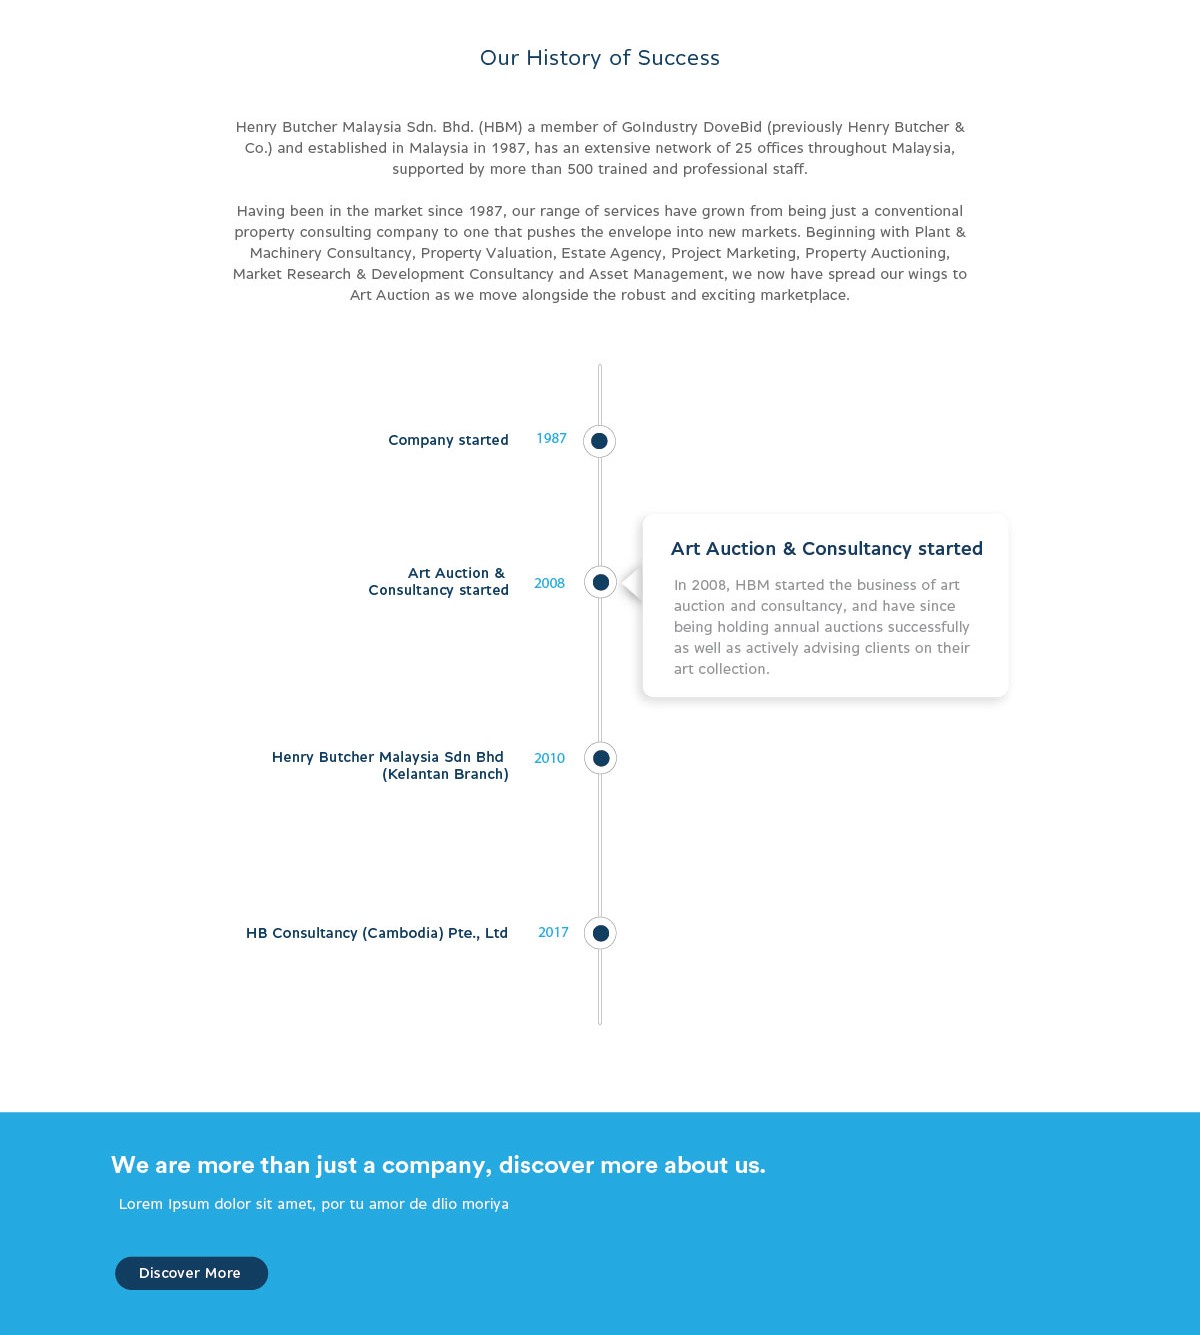 Our History of Success
Henry Butcher Malaysia Sdn. Bhd. (HBM) a member of GoIndustry DoveBid (previously Henry Butcher &
Co.) and established in Malaysia in 1987, has an extensive network of 25 offices throughout Malaysia,
supported by more than 500 trained and professional staff.
Having been in the market since 1987, our range of services have grown from being just a conventional
property consulting company to one that pushes the envelope into new markets. Beginning with Plant &
Machinery Consultancy, Property Valuation, Estate Agency, Project Marketing, Property Auctioning,
Market Research & Development Consultancy and Asset Management, we now have spread our wings to
Art Auction as we move alongside the robust and exciting marketplace.
Company started 1987
Art Auction &
Consultancy started 2008
Art Auction & Consultancy started
In 2008, HBM started the business of art
auction and consultancy, and have since
being holding annual auctions successfully
as well as actively advising clients on their
art collection.
Henry Butcher Malaysia Sdn Bhd 2010
(Kelantan Branch)
HB Consultancy (Cambodia) Pte., Ltd 2017
We are more than just a company, discover more about us.
Lorem Ipsum dolor sit amet, por tu amor de dlio moriya
Discover More